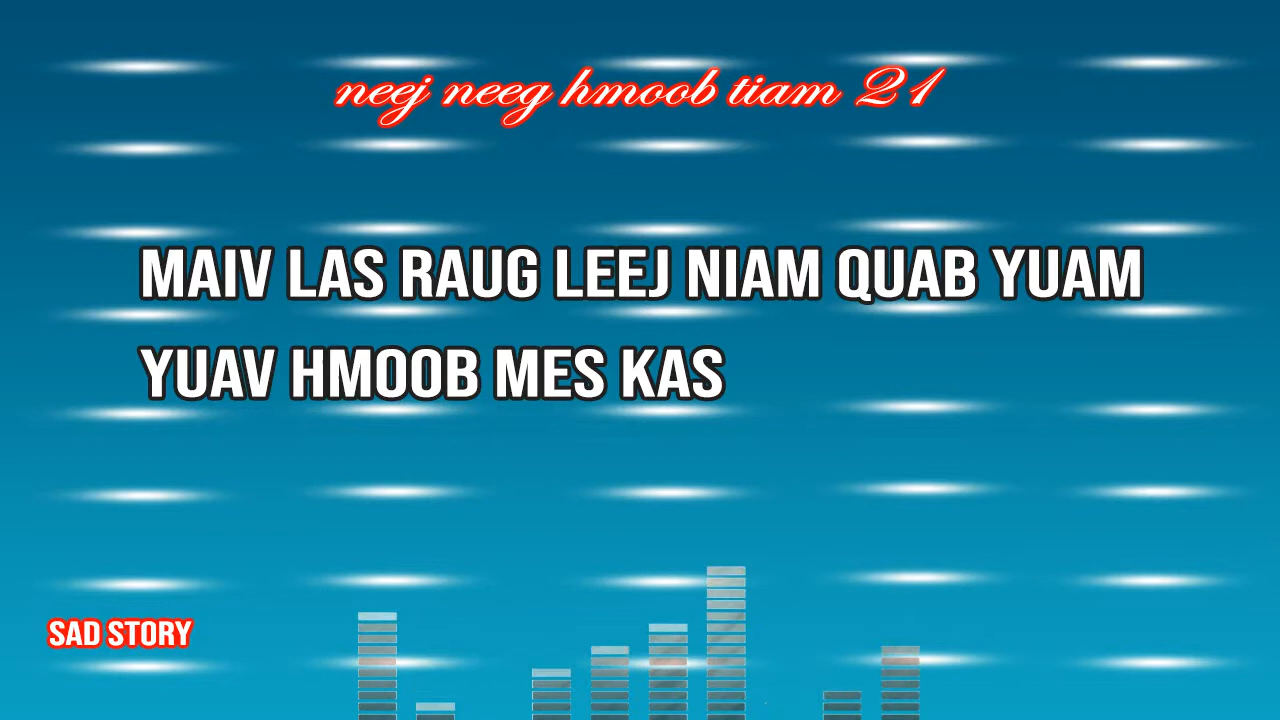 neej neeg hmoob tiam 21
MAIV LAS RAUG LEEJ NIAM QUAB YUAM
YUAV HMOOB MES KAS
SAD STORY